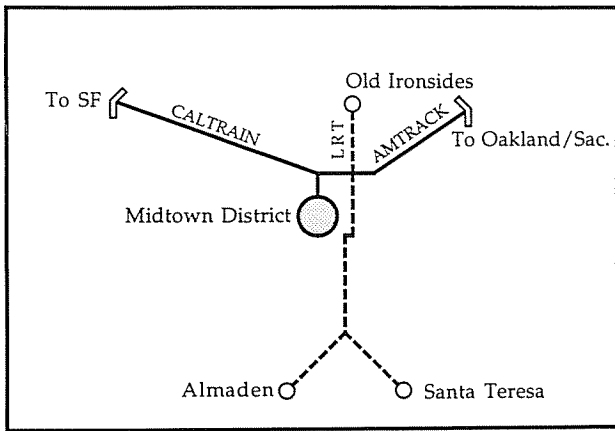 Old Ironsides
To SF
CALTRAIN
LRT
AMTRACK
To Oakland/Sac.
Midtown District
Almaden
Santa Teresa